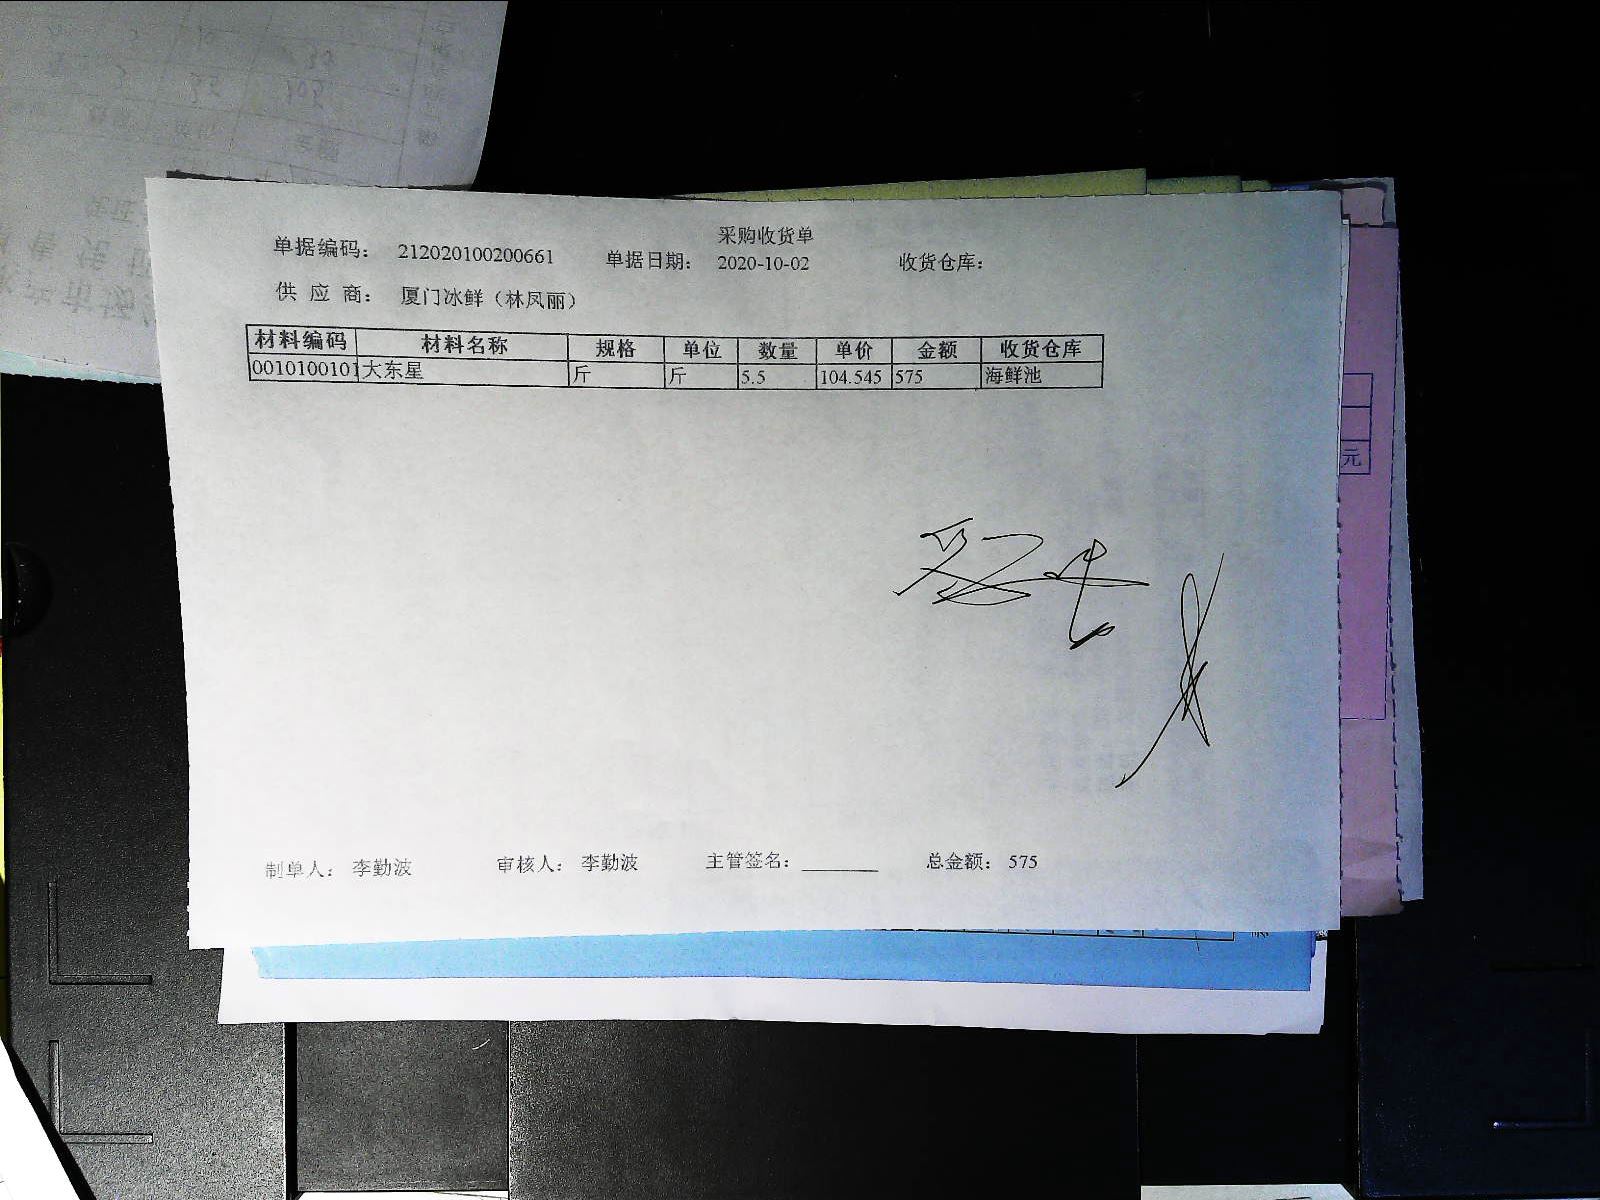 采购收货单
单据编码： 212020100200661 单据日期： 2020-10-02 收货仓库：
供 应 商： 厦门冰鲜（林凤丽）
材料编码 材料名称 规格 单位 数量 单价 金额 收货仓库
0010100101 大东星 斤 斤 5.5 104.545 575 海鲜池
元
制单人： 李勤波 审核人： 李勤波 主管签名： 总金额： 575